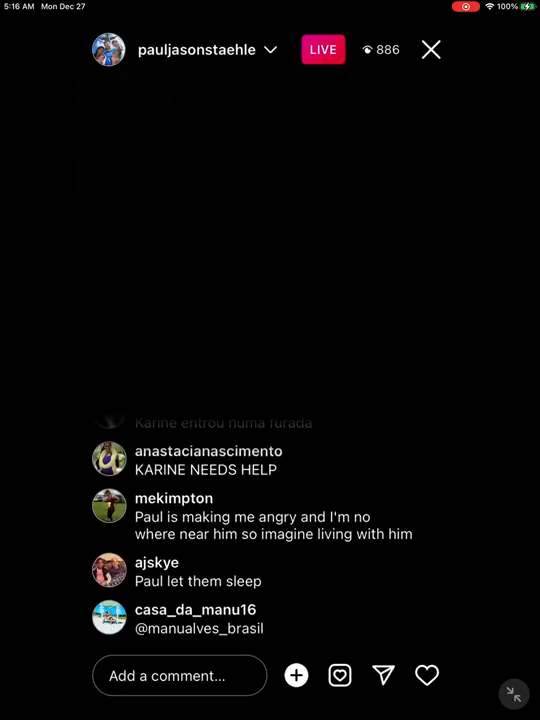 5:16 AM Mon Dec 27
100%
pauljasonstaehle
LIVE
886
Karine entrou numa furada
anastacianascimento
KARINE NEEDS HELP
mekimpton
Paul is making me angry and I'm no
where near him so imagine living with him
ajskye
Paul let them sleep
casa_da_manu16
@manualves_brasil
Add a comment...